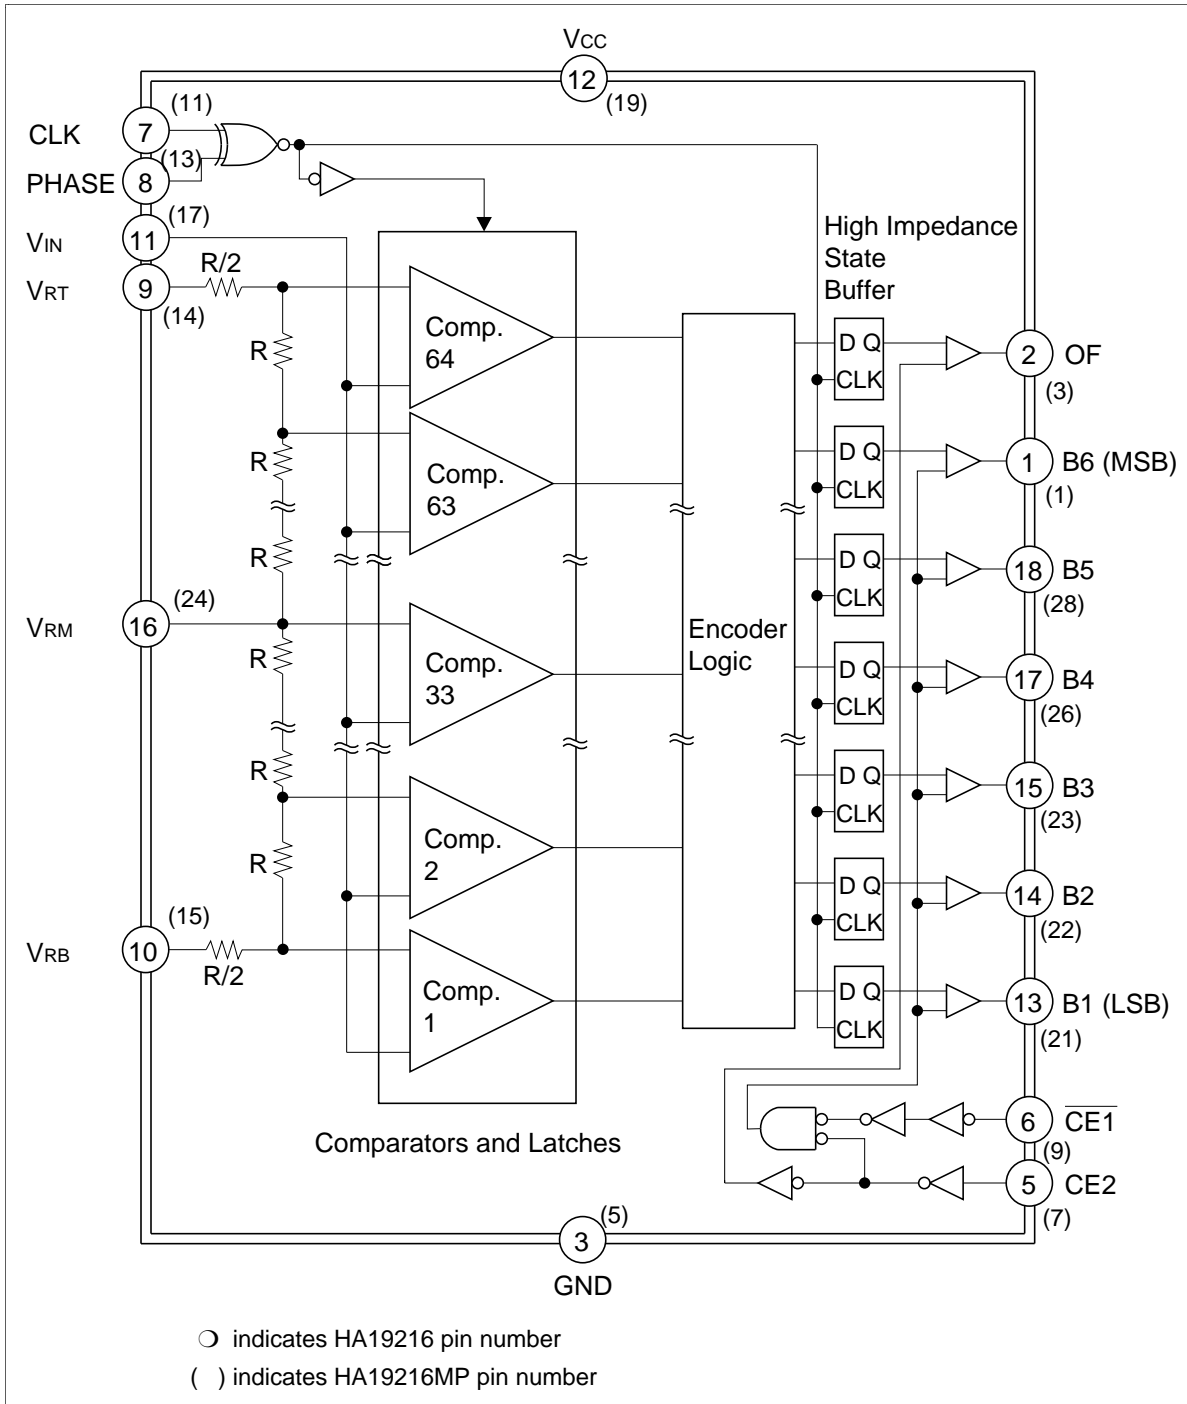 VCC
12
(19)
CLK
7
(11)
PHASE
8
(13)
VIN
11
(17)
VRT
9
(14)
R/2
R
R
R
VRM
16
(24)
R
R
R
VRB
10
(15)
R/2
Comp.
64
Comp.
63
Comp.
33
Comp.
2
Comp.
1
Comparators and Latches
Encoder
Logic
High Impedance
State
Buffer
D Q
CLK
2
OF
(3)
D Q
CLK
1
B6 (MSB)
(1)
D Q
CLK
18
B5
(28)
D Q
CLK
17
B4
(26)
D Q
CLK
15
B3
(23)
D Q
CLK
14
B2
(22)
D Q
CLK
13
B1 (LSB)
(21)
6
CE1
(9)
5
CE2
(7)
3
(5)
GND
indicates HA19216 pin number
( ) indicates HA19216MP pin number